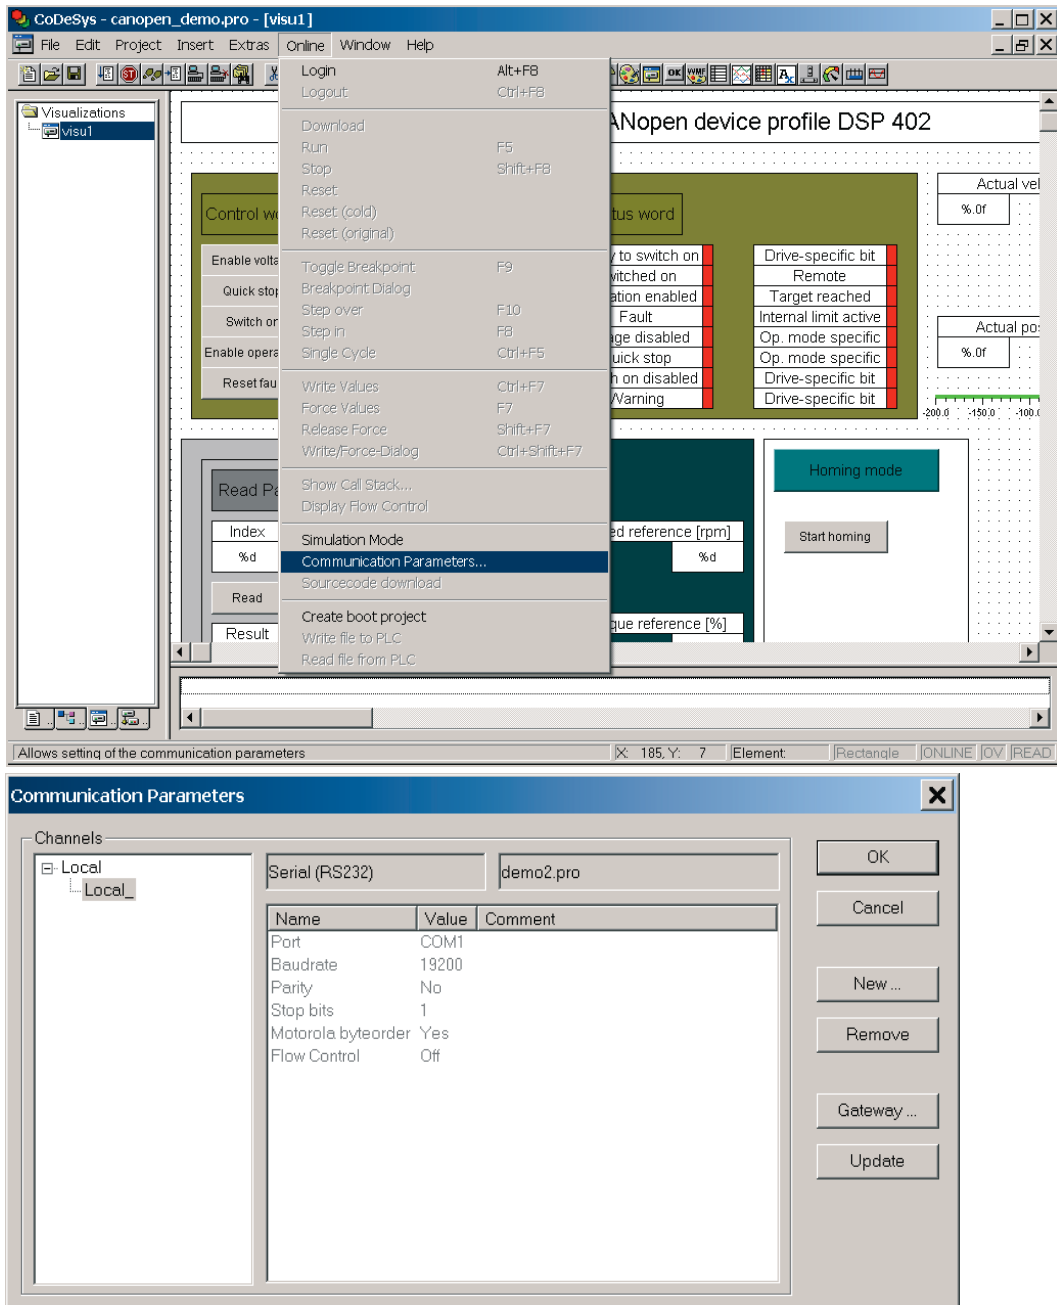 CoDeSys - canopen_demo.pro - [visu1]
File Edit Project Insert Extras Online Window Help
Visualizations
visu1
Login Alt+F8
Logout Ctrl+F8
Download
Run F5
Stop Shift+F8
Reset
Reset (cold)
Reset (original)
Toggle Breakpoint F9
Breakpoint Dialog
Step over F10
Step in F8
Single Cycle Ctrl+F5
Write Values Ctrl+F7
Force Values F7
Release Force Shift+F7
Write/Force-Dialog Ctrl+Shift+F7
Show Call Stack...
Display Flow Control
Simulation Mode
Communication Parameters...
Sourcecode download
Create boot project
Write file to PLC
Read file from PLC
ANopen device profile DSP 402
Control wo
Enable volta
Quick stop
Switch on
Enable opera
Reset fau
tus word
y to switch on
itched on
ation enabled
Fault
age disabled
uick stop
h on disabled
Warning
Drive-specific bit
Remote
Target reached
Internal limit active
Op. mode specific
Op. mode specific
Drive-specific bit
Drive-specific bit
Actual vel
%.0f
Actual pos
%.0f
-200.0 -150.0 -100.0
Read Pa
Index
%d
Read
Result
ed reference [rpm]
%d
que reference [%]
Homing mode
Start homing
Allows setting of the communication parameters X: 185, Y: 7 Element: Rectangle ONLINE OV READ
Communication Parameters
Channels
Local
Local_
Serial (RS232) demo2.pro
Name Value Comment
Port COM1
Baudrate 19200
Parity No
Stop bits 1
Motorola byteorder Yes
Flow Control Off
OK
Cancel
New ...
Remove
Gateway ...
Update